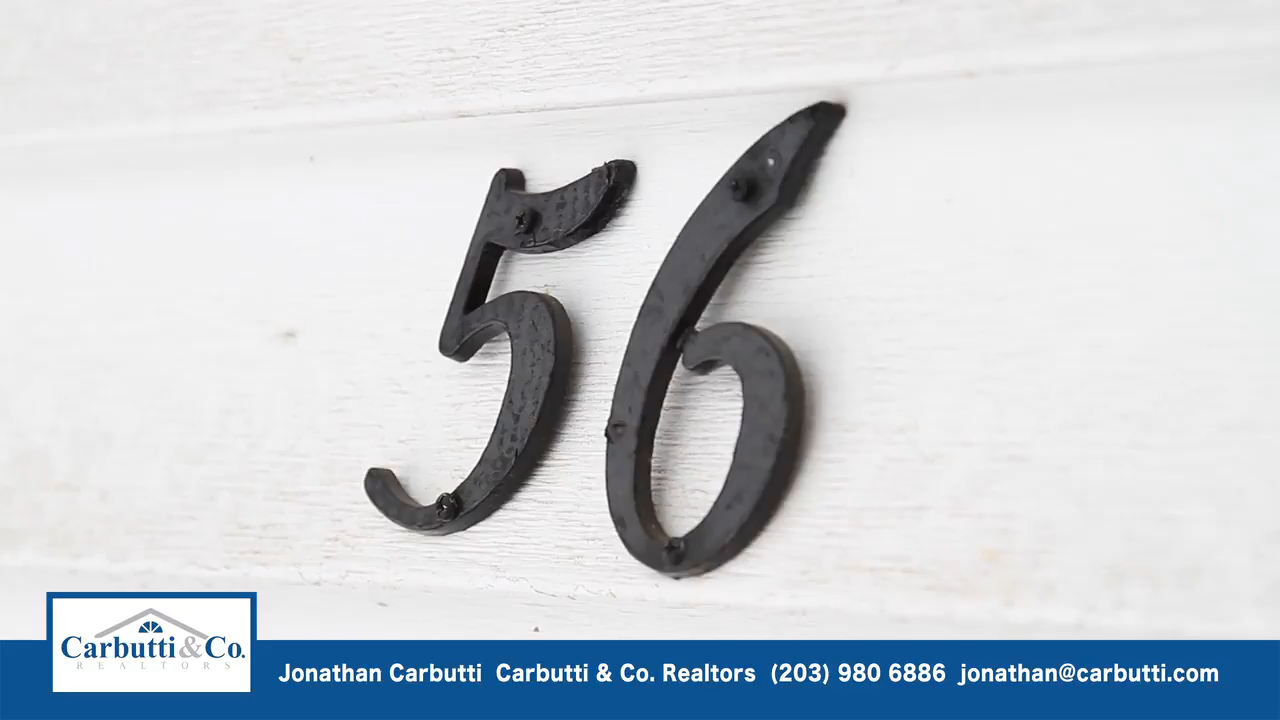 56
Carbutti & Co.
REALTORS
Jonathan Carbutti Carbutti & Co. Realtors (203) 980 6886 jonathan@carbutti.com